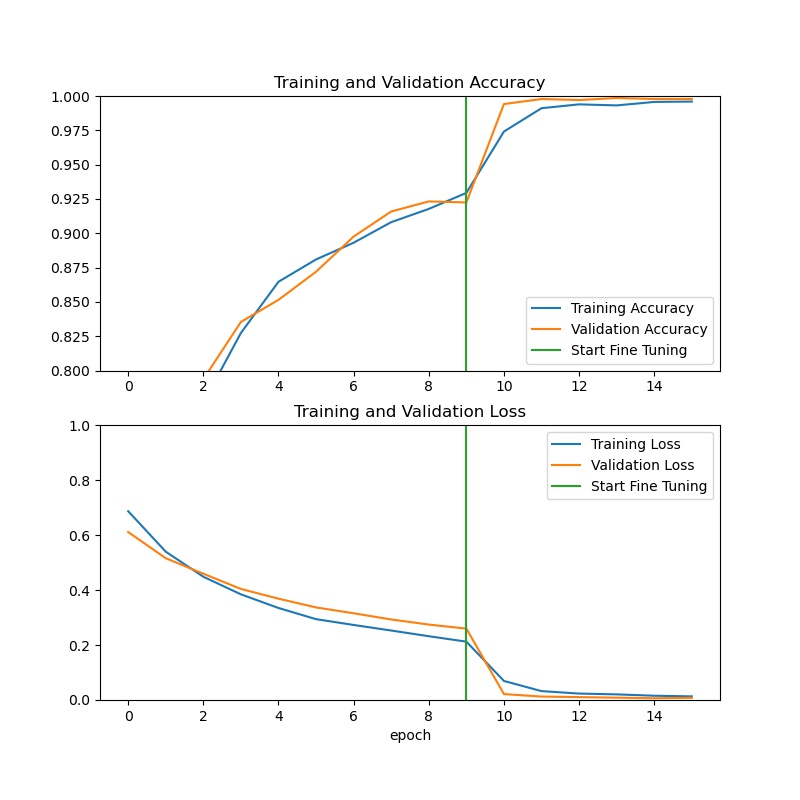 Training and Validation Accuracy
1.000
0.975
0.950
0.925
0.900
0.875
0.850
0.825
0.800
Training Accuracy
Validation Accuracy
Start Fine Tuning
0 2 4 6 8 10 12 14
Training and Validation Loss
1.0
0.8
0.6
0.4
0.2
0.0
Training Loss
Validation Loss
Start Fine Tuning
0 2 4 6 8 10 12 14
epoch